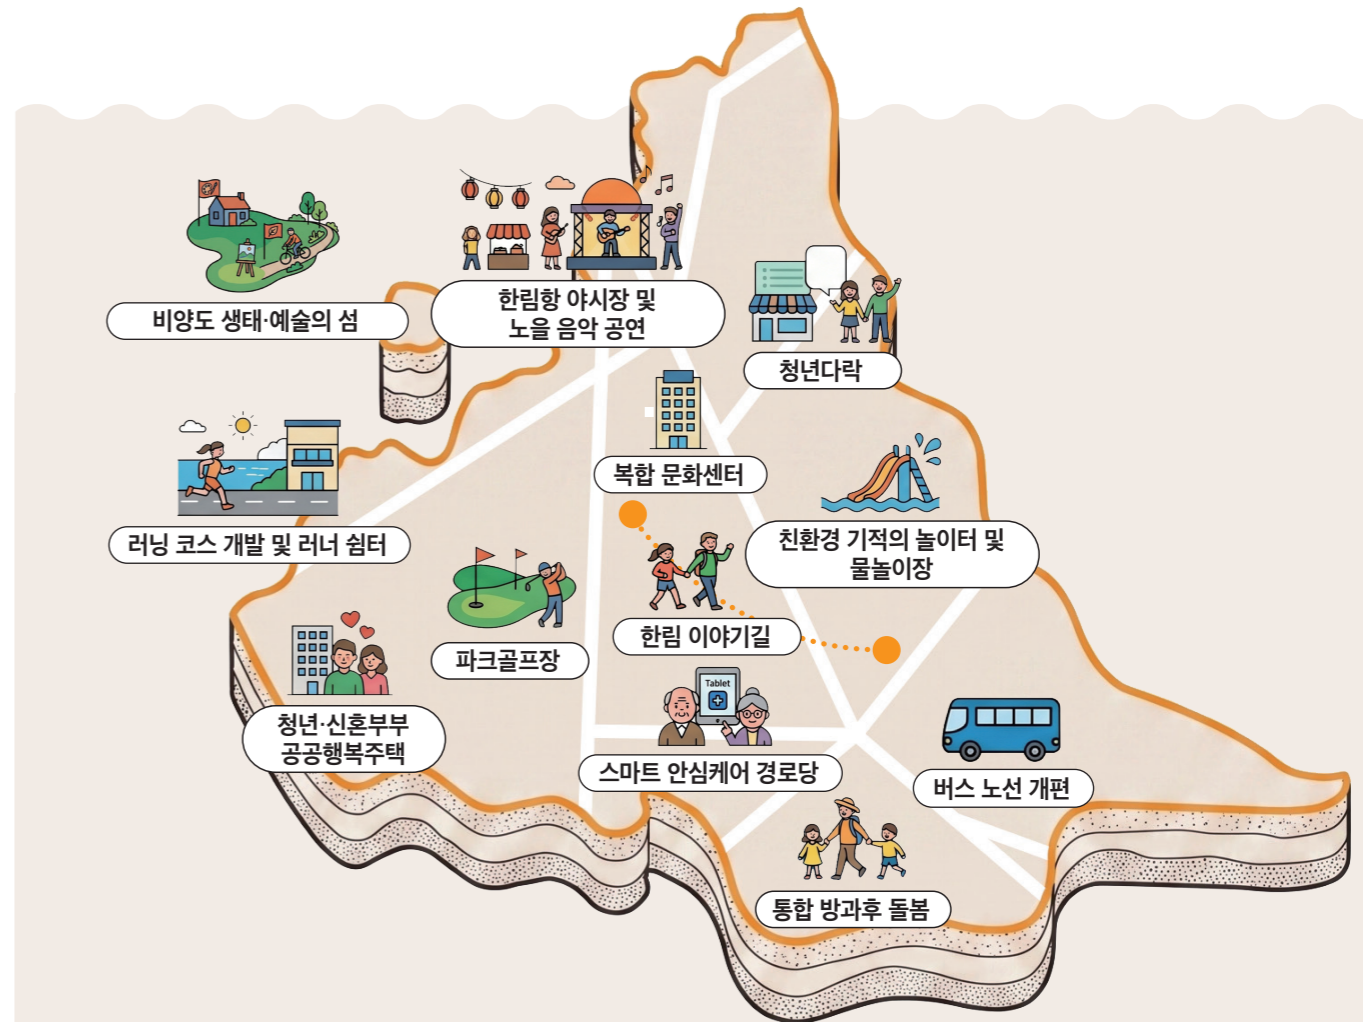 비양도 생태·예술의 섬
한림항 야시장 및
노을 음악 공연
청년다락
복합 문화센터
러닝 코스 개발 및 러너 쉼터
친환경 기적의 놀이터 및
물놀이장
한림 이야기길
파크골프장
Tablet
청년·신혼부부
공공행복주택
스마트 안심케어 경로당
버스 노선 개편
통합 방과후 돌봄